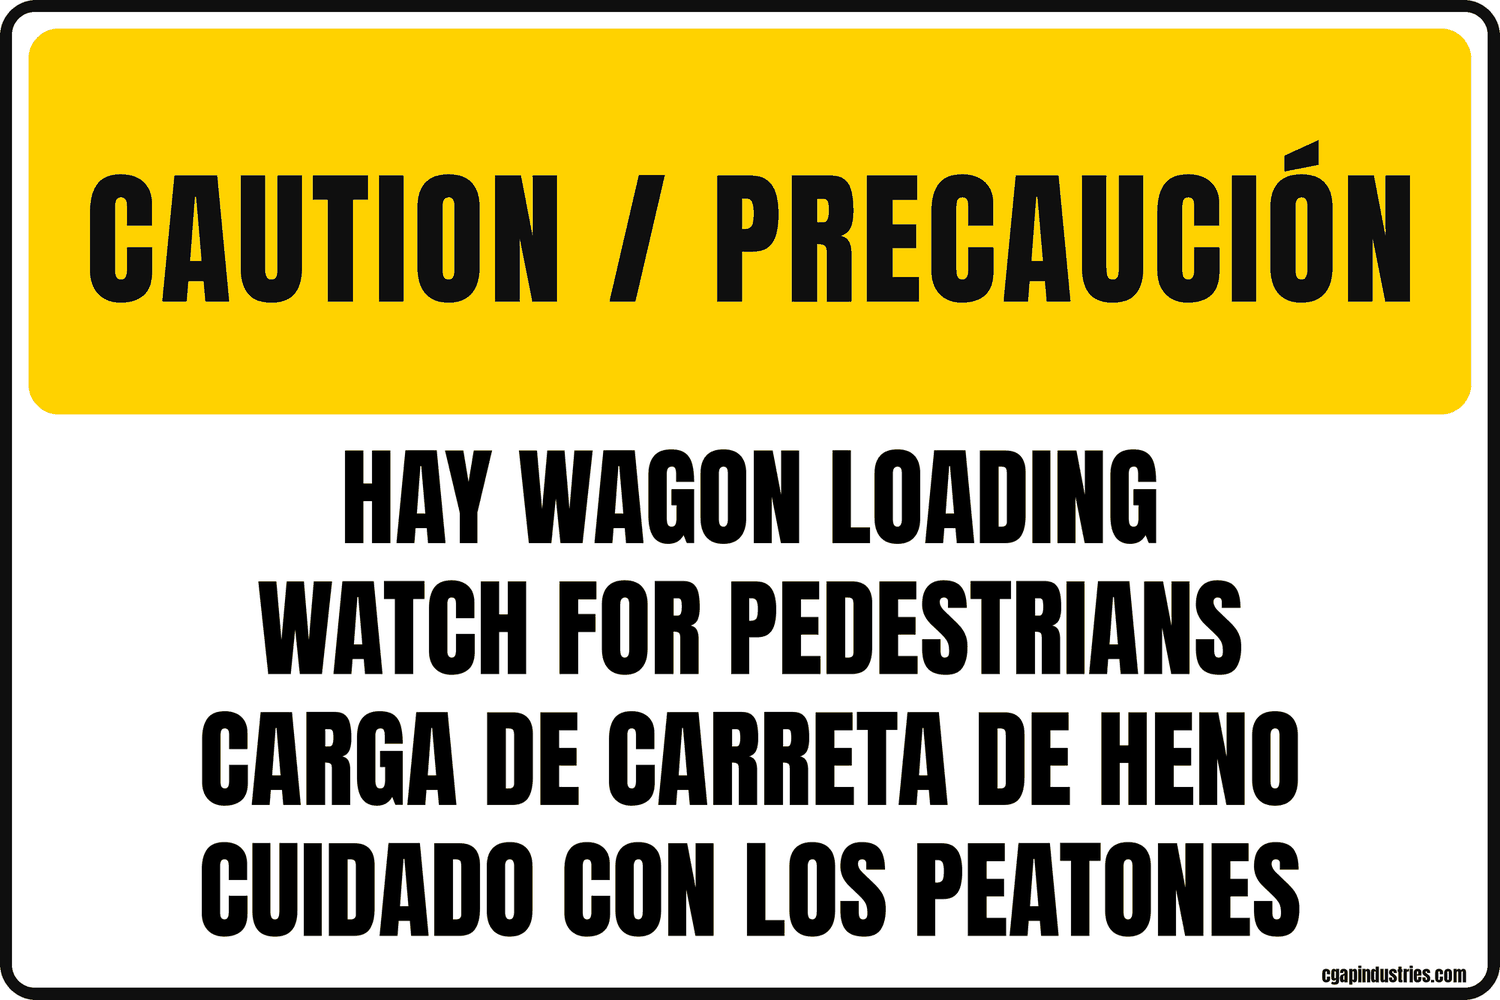 CAUTION / PRECAUCIÓN
HAY WAGON LOADING
WATCH FOR PEDESTRIANS
CARGA DE CARRETA DE HENO
CUIDADO CON LOS PEATONES
cgapindustries.com